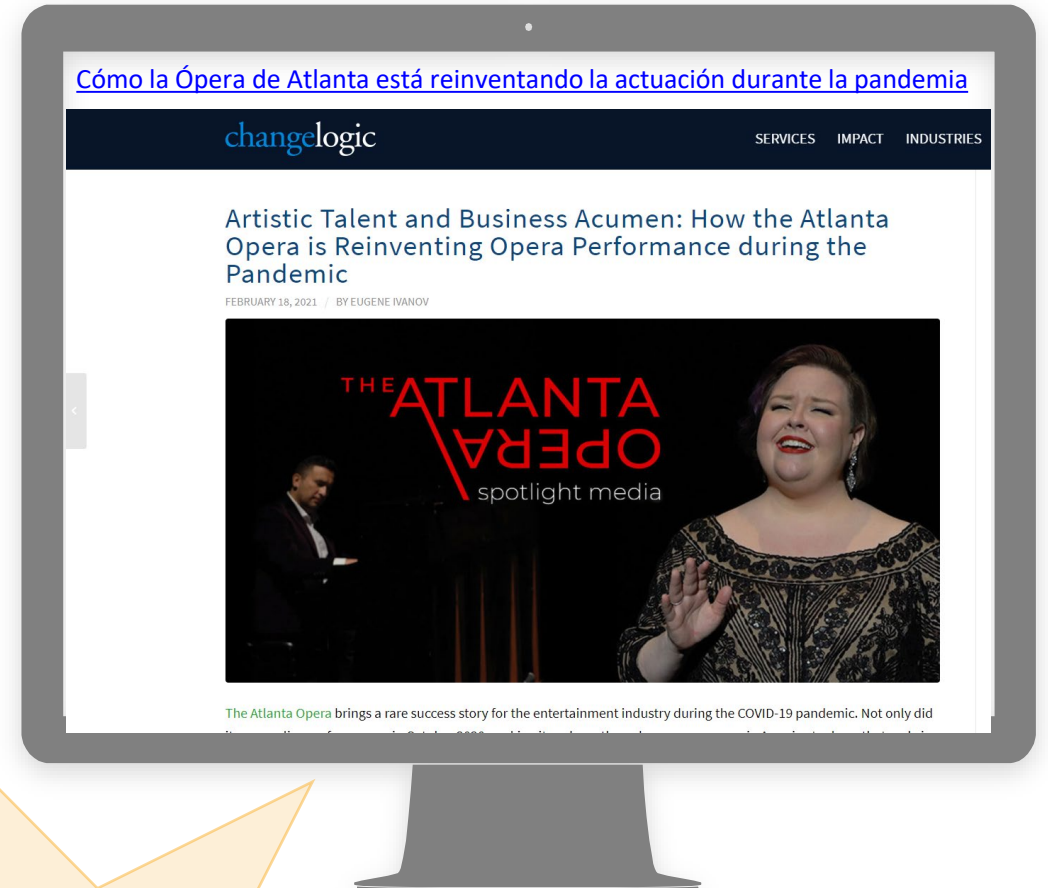 Cómo la Ópera de Atlanta está reinventando la actuación durante la pandemia
changelogic
SERVICES IMPACT INDUSTRIES
Artistic Talent and Business Acumen: How the Atlanta
Opera is Reinventing Opera Performance during the
Pandemic
FEBRUARY 18, 2021 / BY EUGENE IVANOV
THE ATLANTA
OPERA
spotlight media
The Atlanta Opera brings a rare success story for the entertainment industry during the COVID-19 pandemic. Not only did